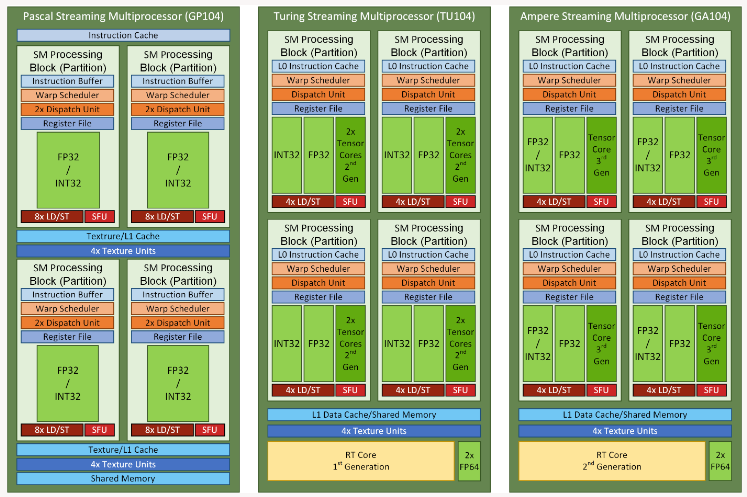 Pascal Streaming Multiprocessor (GP104)
Instruction Cache
SM Processing
Block (Partition)
Instruction Buffer
Warp Scheduler
2x Dispatch Unit
Register File
FP32
/
INT32
8x LD/ST
SFU
SM Processing
Block (Partition)
Instruction Buffer
Warp Scheduler
2x Dispatch Unit
Register File
FP32
/
INT32
8x LD/ST
SFU
Texture/L1 Cache
4x Texture Units
SM Processing
Block (Partition)
Instruction Buffer
Warp Scheduler
2x Dispatch Unit
Register File
FP32
/
INT32
8x LD/ST
SFU
SM Processing
Block (Partition)
Instruction Buffer
Warp Scheduler
2x Dispatch Unit
Register File
FP32
/
INT32
8x LD/ST
SFU
Texture/L1 Cache
4x Texture Units
Shared Memory
Turing Streaming Multiprocessor (TU104)
SM Processing
Block (Partition)
L0 Instruction Cache
Warp Scheduler
Dispatch Unit
Register File
INT32
FP32
2x
Tensor
Cores
2nd
Gen
4x LD/ST
SFU
SM Processing
Block (Partition)
L0 Instruction Cache
Warp Scheduler
Dispatch Unit
Register File
INT32
FP32
2x
Tensor
Cores
2nd
Gen
4x LD/ST
SFU
SM Processing
Block (Partition)
L0 Instruction Cache
Warp Scheduler
Dispatch Unit
Register File
INT32
FP32
2x
Tensor
Cores
2nd
Gen
4x LD/ST
SFU
SM Processing
Block (Partition)
L0 Instruction Cache
Warp Scheduler
Dispatch Unit
Register File
INT32
FP32
2x
Tensor
Cores
2nd
Gen
4x LD/ST
SFU
L1 Data Cache/Shared Memory
4x Texture Units
RT Core
1st Generation
2x
FP64
Ampere Streaming Multiprocessor (GA104)
SM Processing
Block (Partition)
L0 Instruction Cache
Warp Scheduler
Dispatch Unit
Register File
FP32
/
INT32
FP32
Tensor
Core
3rd
Gen
4x LD/ST
SFU
SM Processing
Block (Partition)
L0 Instruction Cache
Warp Scheduler
Dispatch Unit
Register File
FP32
/
INT32
FP32
Tensor
Core
3rd
Gen
4x LD/ST
SFU
SM Processing
Block (Partition)
L0 Instruction Cache
Warp Scheduler
Dispatch Unit
Register File
FP32
/
INT32
FP32
Tensor
Core
3rd
Gen
4x LD/ST
SFU
SM Processing
Block (Partition)
L0 Instruction Cache
Warp Scheduler
Dispatch Unit
Register File
FP32
/
INT32
FP32
Tensor
Core
3rd
Gen
4x LD/ST
SFU
L1 Data Cache/Shared Memory
4x Texture Units
RT Core
2nd Generation
2x
FP64